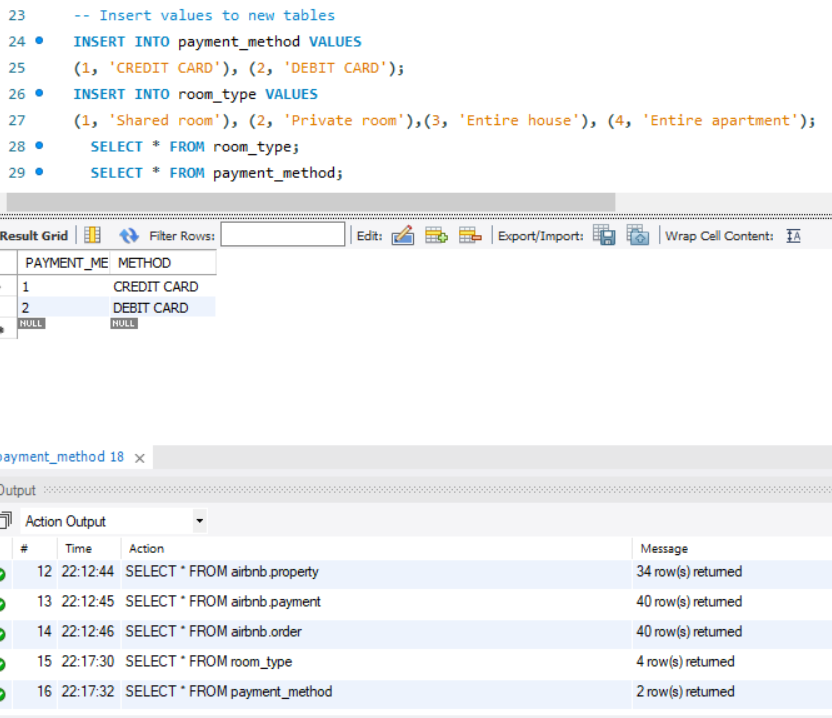 23 -- Insert values to new tables
24 INSERT INTO payment_method VALUES
25 (1, 'CREDIT CARD'), (2, 'DEBIT CARD');
26 INSERT INTO room_type VALUES
27 (1, 'Shared room'), (2, 'Private room'),(3, 'Entire house'), (4, 'Entire apartment');
28 SELECT * FROM room_type;
29 SELECT * FROM payment_method;
Result Grid Filter Rows: Edit: Export/Import: Wrap Cell Content: IA
PAYMENT_ME METHOD
1 CREDIT CARD
2 DEBIT CARD
NULL NULL
payment_method 18 ×
Output
Action Output
# Time Action Message
12 22:12:44 SELECT * FROM airbnb.property 34 row(s) returned
13 22:12:45 SELECT * FROM airbnb.payment 40 row(s) returned
14 22:12:46 SELECT * FROM airbnb.order 40 row(s) returned
15 22:17:30 SELECT * FROM room_type 4 row(s) returned
16 22:17:32 SELECT * FROM payment_method 2 row(s) returned